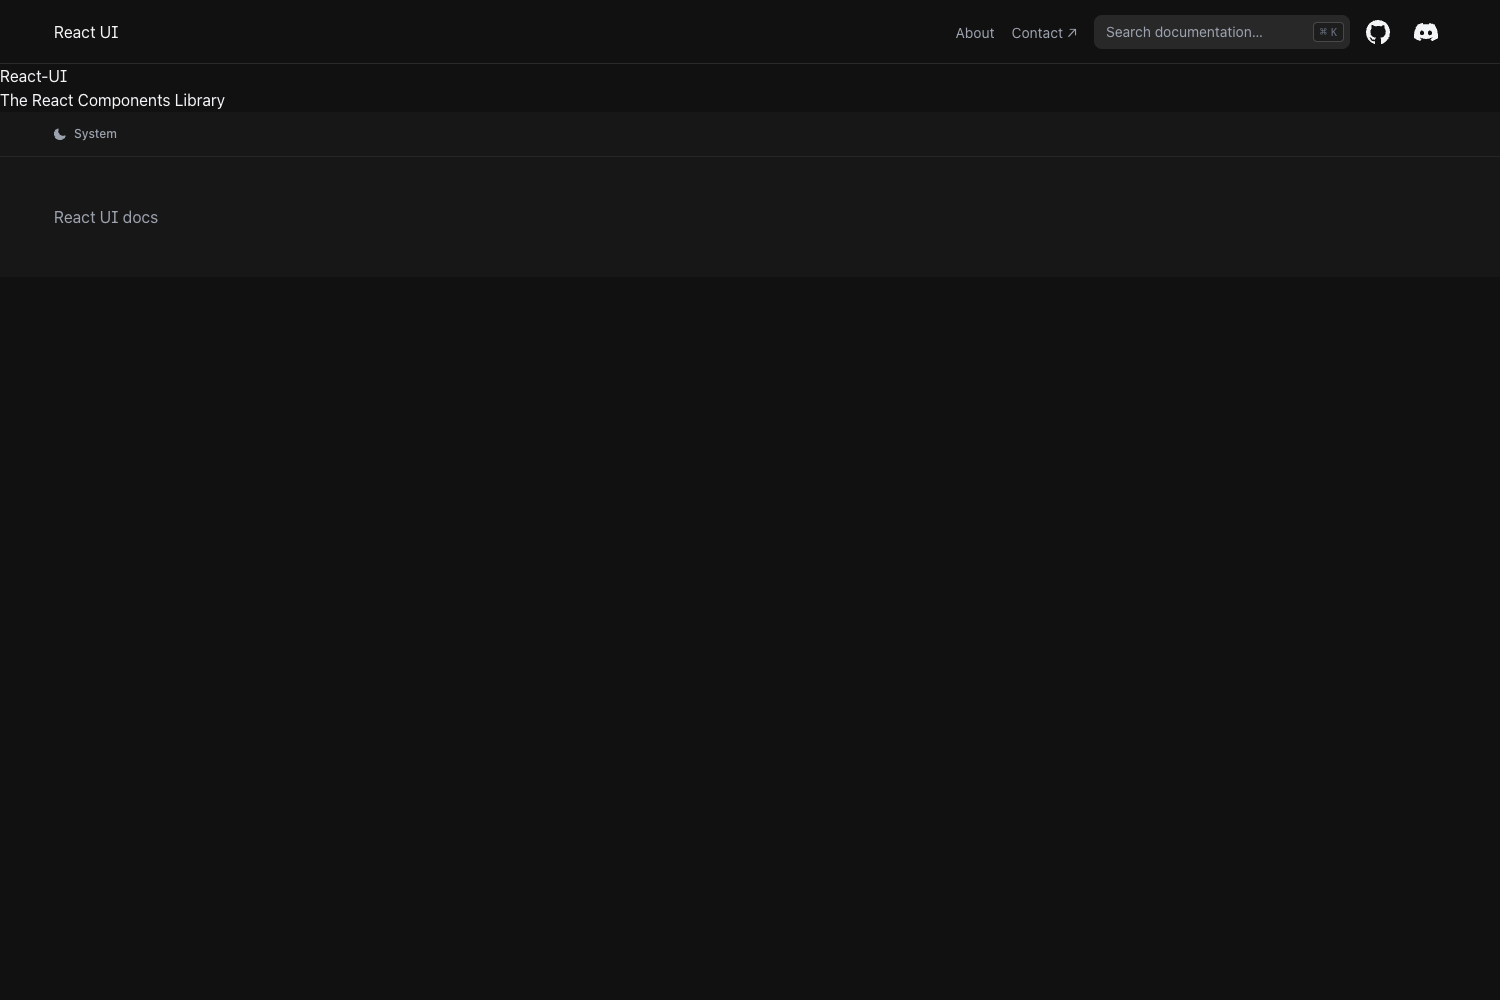 React UI
About
Contact ↗
Search documentation…
⌘ K
React-UI
The React Components Library
System
React UI docs